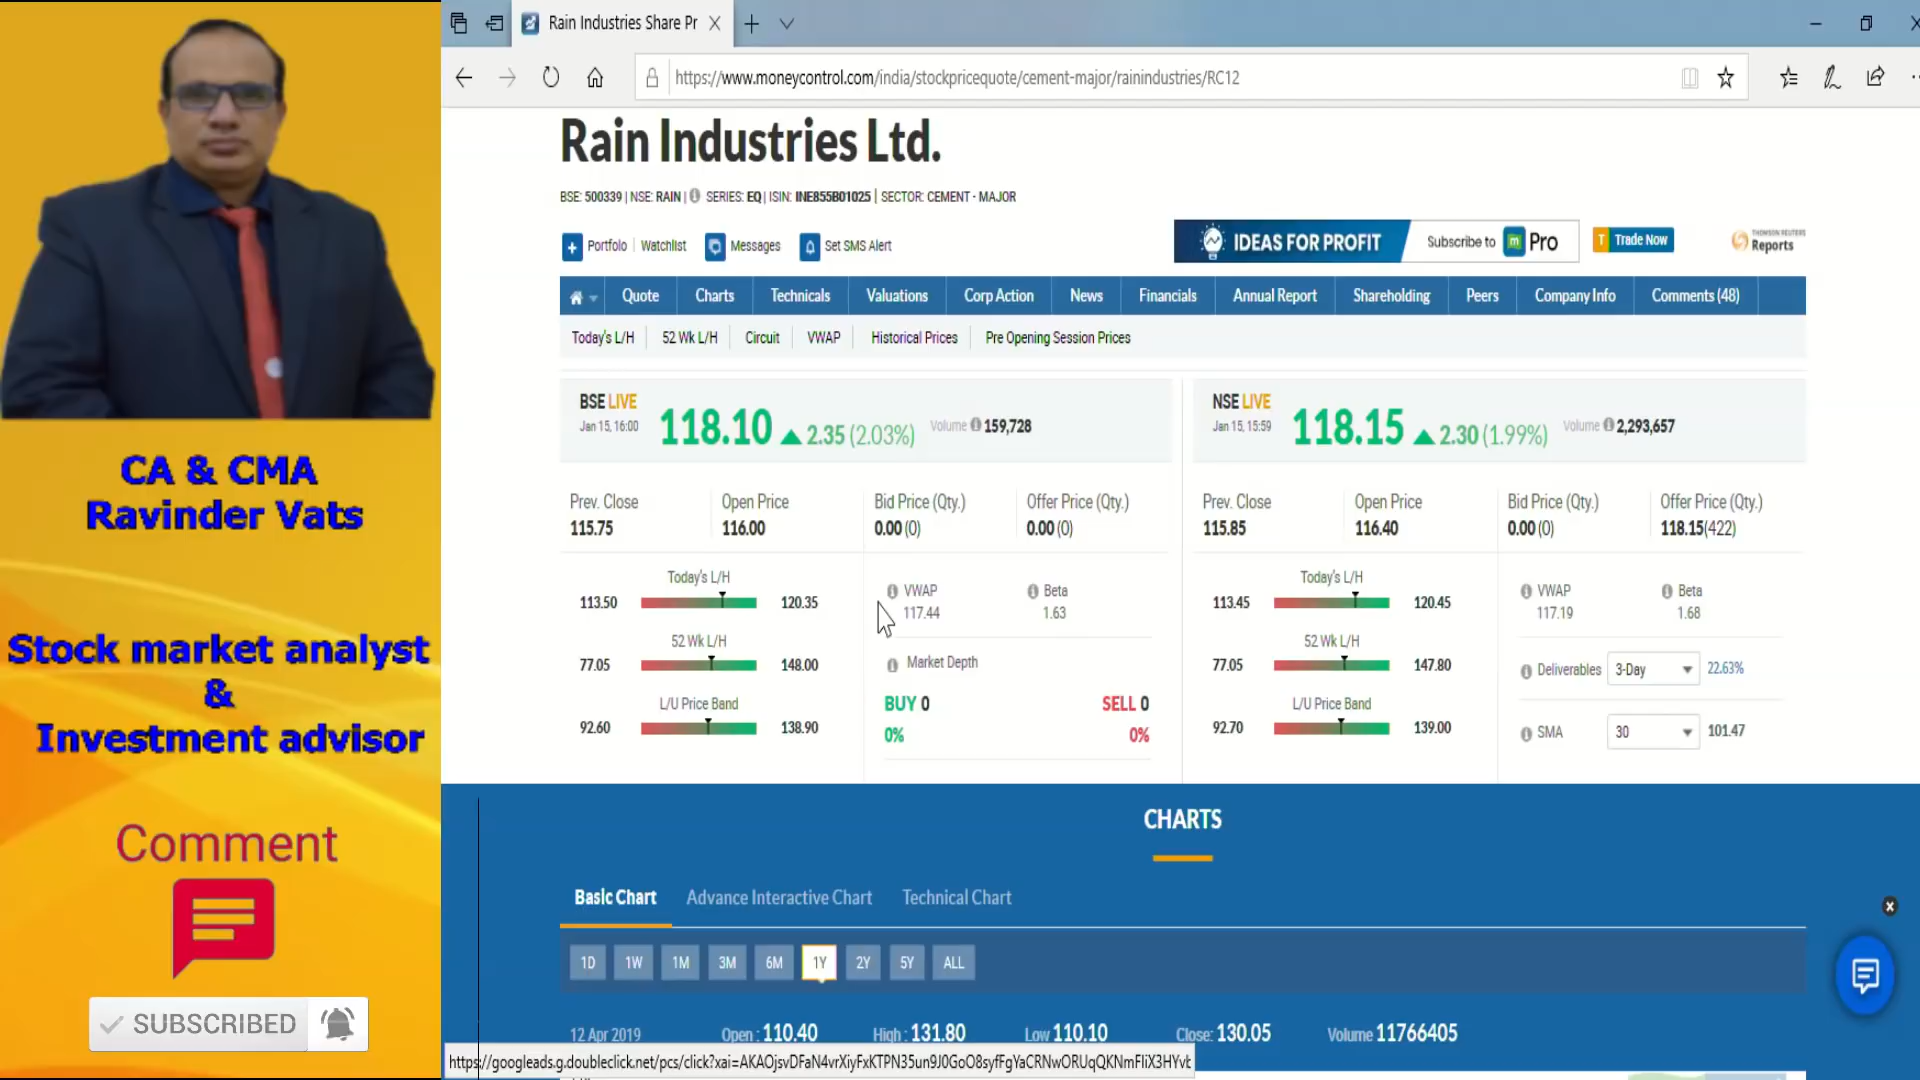 CA & CMA
Ravinder Vats
Stock market analyst
&
Investment advisor
Comment
SUBSCRIBED
Rain Industries Share Pr
https://www.moneycontrol.com/india/stockpricequote/cement-major/rainindustries/RC12
Rain Industries Ltd.
BSE: 500339 | NSE: RAIN | SERIES: EQ | ISIN: INE855B01025 | SECTOR: CEMENT - MAJOR
Portfolio Watchlist Messages Set SMS Alert
IDEAS FOR PROFIT Subscribe to m Pro
T Trade Now
THOMSON REUTERS
Reports
Quote Charts Technicals Valuations Corp Action News Financials Annual Report Shareholding Peers Company Info Comments (48)
Today's L/H 52 Wk L/H Circuit VWAP Historical Prices Pre Opening Session Prices
BSE LIVE
Jan 15, 16:00
118.10 2.35 (2.03%) Volume 159,728
Prev. Close Open Price Bid Price (Qty.) Offer Price (Qty.)
115.75 116.00 0.00 (0) 0.00 (0)
Today's L/H
113.50 120.35
52 Wk L/H
77.05 148.00
L/U Price Band
92.60 138.90
VWAP Beta
117.44 1.63
Market Depth
BUY 0 SELL 0
0% 0%
NSE LIVE
Jan 15, 15:59
118.15 2.30 (1.99%) Volume 2,293,657
Prev. Close Open Price Bid Price (Qty.) Offer Price (Qty.)
115.85 116.40 0.00 (0) 118.15(422)
Today's L/H
113.45 120.45
52 Wk L/H
77.05 147.80
L/U Price Band
92.70 139.00
VWAP Beta
117.19 1.68
Deliverables 3-Day 22.63%
SMA 30 101.47
CHARTS
Basic Chart Advance Interactive Chart Technical Chart
1D 1W 1M 3M 6M 1Y 2Y 5Y ALL
12 Apr 2019 Open : 110.40 High : 131.80 Low 110.10 Close: 130.05 Volume 11766405